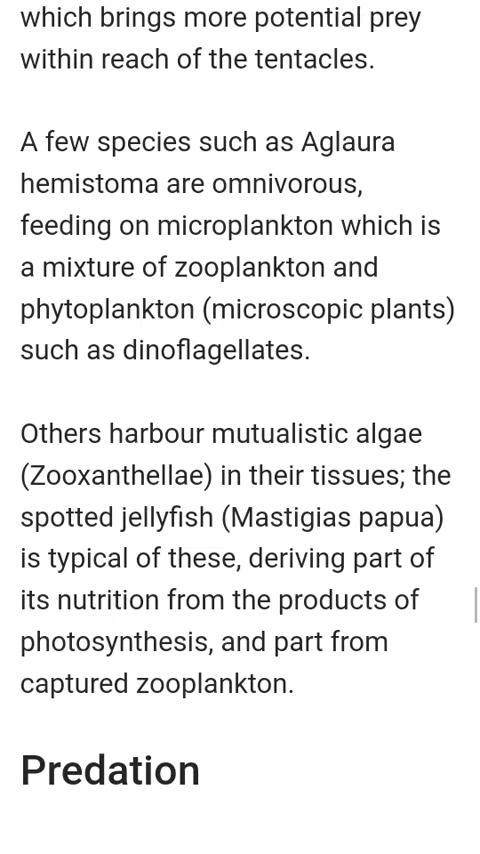 which brings more potential prey
within reach of the tentacles.
A few species such as Aglaura
hemistoma are omnivorous,
feeding on microplankton which is
a mixture of zooplankton and
phytoplankton (microscopic plants)
such as dinoflagellates.
Others harbour mutualistic algae
(Zooxanthellae) in their tissues; the
spotted jellyfish (Mastigias papua)
is typical of these, deriving part of
its nutrition from the products of
photosynthesis, and part from
captured zooplankton.
Predation